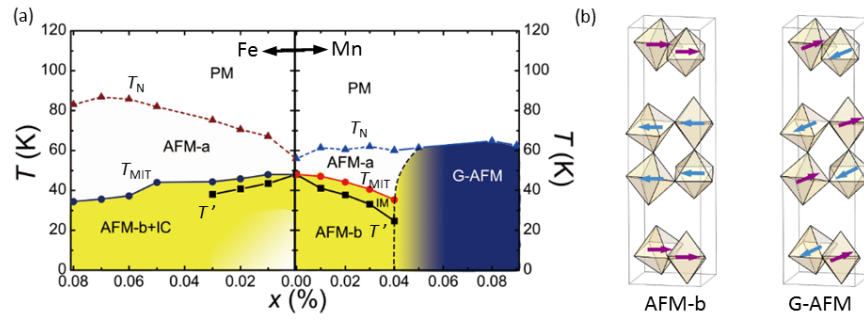 (a)
120
100
80
60
40
20
0
T (K)
Fe
Mn
PM
PM
T_N
T_N
AFM-a
AFM-a
T_MIT
T_MIT
IM
T'
T'
AFM-b+IC
AFM-b
G-AFM
120
100
80
60
40
20
0
T (K)
0.08 0.06 0.04 0.02 0.00 0.02 0.04 0.06 0.08
x (%)
(b)
AFM-b
G-AFM